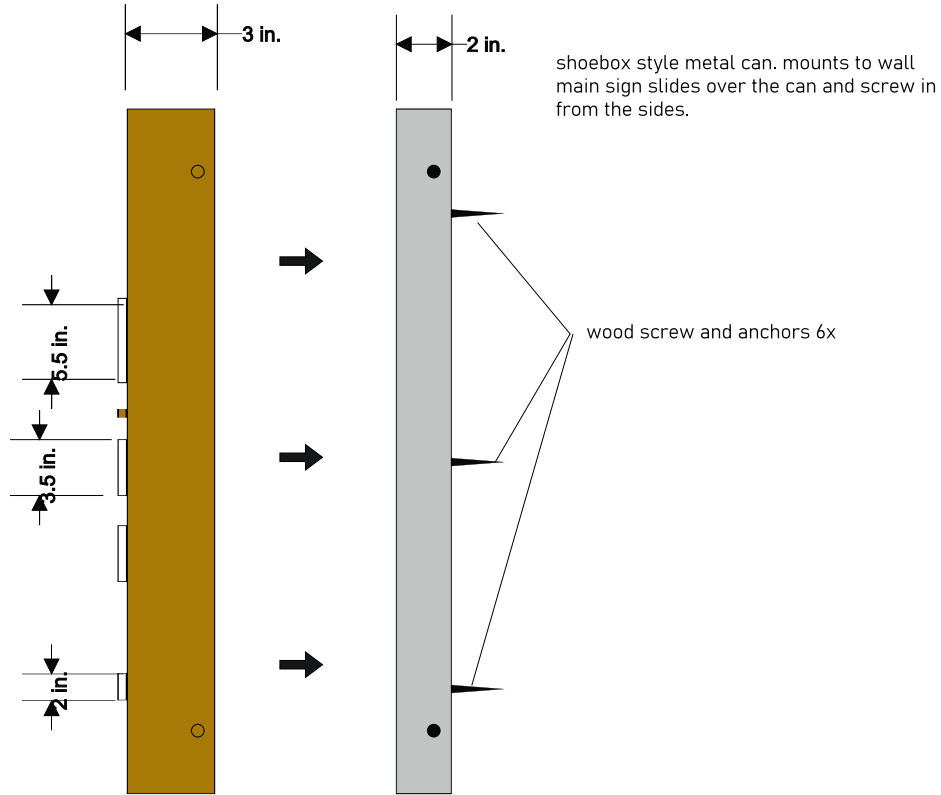 3 in.
2 in.
shoebox style metal can. mounts to wall
main sign slides over the can and screw in
from the sides.
5.5 in.
wood screw and anchors 6x
3.5 in.
2 in.